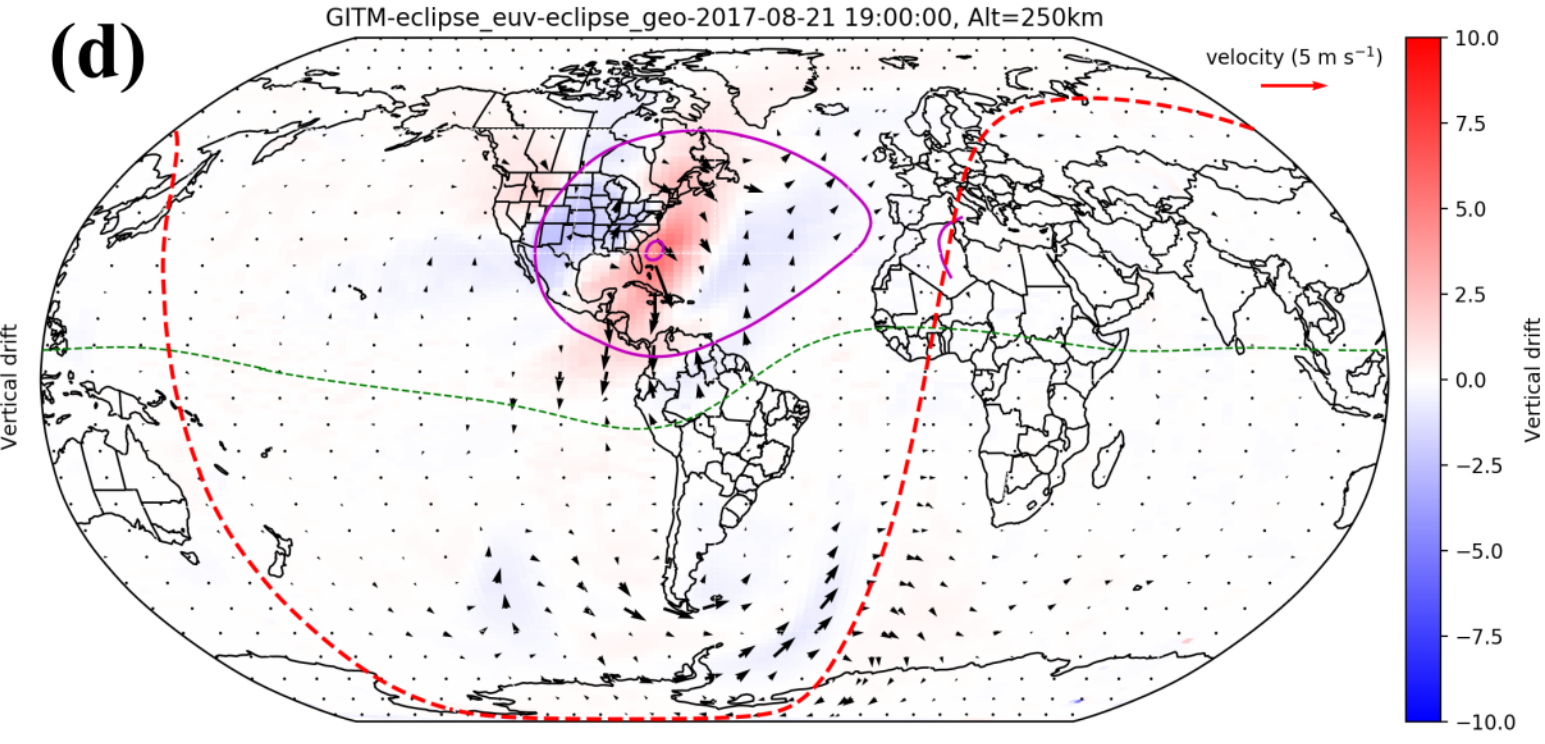 GITM-eclipse_euv-eclipse_geo-2017-08-21 19:00:00, Alt=250km
(d)
velocity (5 m s⁻¹)
10.0
7.5
5.0
2.5
0.0
−2.5
−5.0
−7.5
−10.0
Vertical drift
Vertical drift